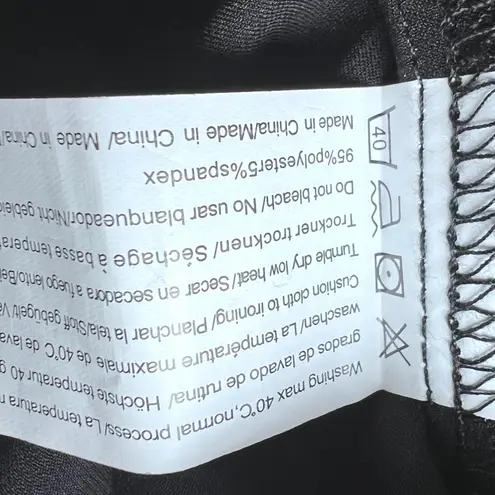 Washing max 40°C,normal process/ La temperatura
grados de lavado de rutina/ Höchste temperatur 40
waschen/ La température maximale de 40°C de
Cushion cloth to ironing/ Planchar la tela/Stoff gebügelt/
Tumble dry low heat/ Secar en secadora a fuego lento/Bei
Trockner trocknen/ Séchage à basse
Do not bleach/ No usar blanqueador/Nicht
95%polyester5%spandex
Made in China/Made in China/ Made in China/
40